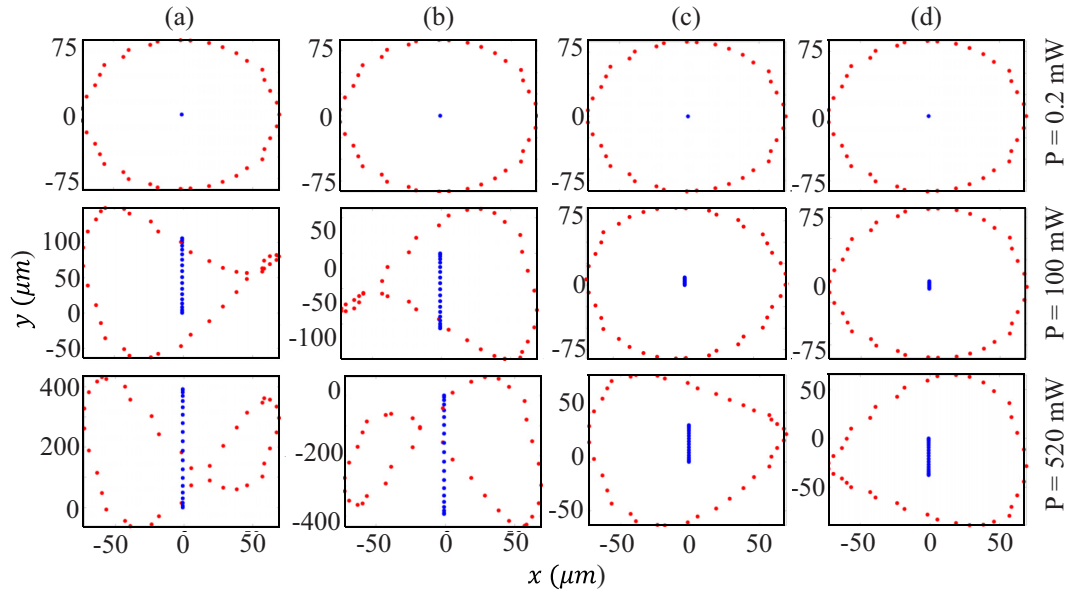 (a) (b) (c) (d)
75 75 75 75
0 0 0 0
-75 -75 -75 -75
P = 0.2 mW
100 50 75 75
50 0 0 0
0 -50 -75 -75
-50 -100
P = 100 mW
y (μm)
400 0 50 50
200 -200 0 0
0 -400 -50 -50
P = 520 mW
-50 0 50 -50 0 50 -50 0 50 -50 0 50
x (μm)